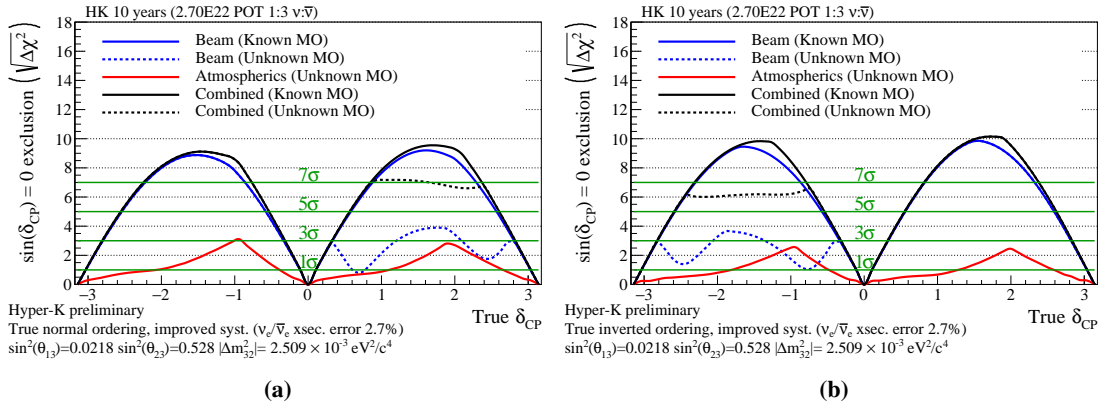 HK 10 years (2.70E22 POT 1:3 ν:ν̅)
sin(δCP) = 0 exclusion (√Δχ²)
18
16
14
12
10
8
6
4
2
0
Beam (Known MO)
Beam (Unknown MO)
Atmospherics (Unknown MO)
Combined (Known MO)
Combined (Unknown MO)
7σ
5σ
3σ
1σ
−3 −2 −1 0 1 2 3
True δCP
Hyper-K preliminary
True normal ordering, improved syst. (νe/ν̅e xsec. error 2.7%)
sin²(θ13)=0.0218 sin²(θ23)=0.528 |Δm²32|= 2.509 × 10⁻³ eV²/c⁴
(a)
HK 10 years (2.70E22 POT 1:3 ν:ν̅)
sin(δCP) = 0 exclusion (√Δχ²)
18
16
14
12
10
8
6
4
2
0
Beam (Known MO)
Beam (Unknown MO)
Atmospherics (Unknown MO)
Combined (Known MO)
Combined (Unknown MO)
7σ
5σ
3σ
1σ
−3 −2 −1 0 1 2 3
True δCP
Hyper-K preliminary
True inverted ordering, improved syst. (νe/ν̅e xsec. error 2.7%)
sin²(θ13)=0.0218 sin²(θ23)=0.528 |Δm²32|= 2.509 × 10⁻³ eV²/c⁴
(b)